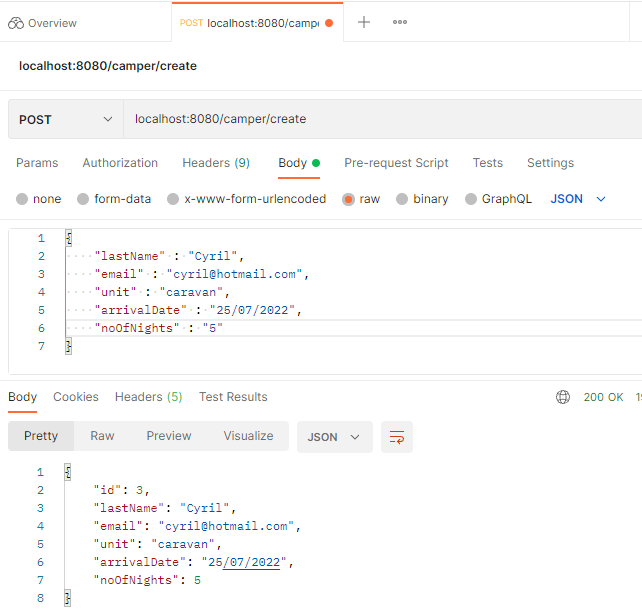 Overview POST localhost:8080/camp
localhost:8080/camper/create
POST localhost:8080/camper/create
Params Authorization Headers (9) Body Pre-request Script Tests Settings
none form-data x-www-form-urlencoded raw binary GraphQL JSON
1 {
2 "lastName" : "Cyril",
3 "email" : "cyril@hotmail.com",
4 "unit" : "caravan",
5 "arrivalDate" : "25/07/2022",
6 "noOfNights" : "5"
7 }
Body Cookies Headers (5) Test Results 200 OK
Pretty Raw Preview Visualize JSON
1 {
2 "id": 3,
3 "lastName": "Cyril",
4 "email": "cyril@hotmail.com",
5 "unit": "caravan",
6 "arrivalDate": "25/07/2022",
7 "noOfNights": 5
8 }